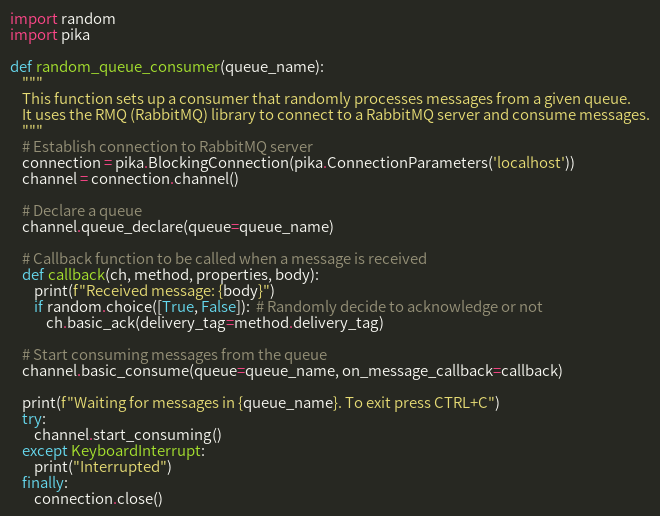 import random
import pika

def random_queue_consumer(queue_name):
    """
    This function sets up a consumer that randomly processes messages from a given queue.
    It uses the RMQ (RabbitMQ) library to connect to a RabbitMQ server and consume messages.
    """
    # Establish connection to RabbitMQ server
    connection = pika.BlockingConnection(pika.ConnectionParameters('localhost'))
    channel = connection.channel()

    # Declare a queue
    channel.queue_declare(queue=queue_name)

    # Callback function to be called when a message is received
    def callback(ch, method, properties, body):
        print(f"Received message: {body}")
        if random.choice([True, False]):  # Randomly decide to acknowledge or not
            ch.basic_ack(delivery_tag=method.delivery_tag)

    # Start consuming messages from the queue
    channel.basic_consume(queue=queue_name, on_message_callback=callback)

    print(f"Waiting for messages in {queue_name}. To exit press CTRL+C")
    try:
        channel.start_consuming()
    except KeyboardInterrupt:
        print("Interrupted")
    finally:
        connection.close()